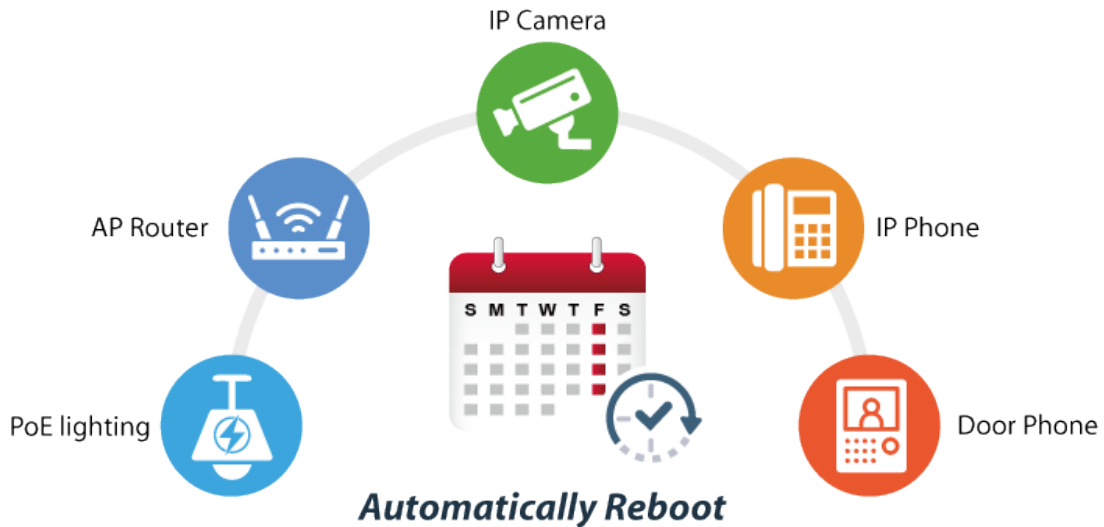 IP Camera
AP Router
IP Phone
S M T W T F S
PoE lighting
Door Phone
Automatically Reboot